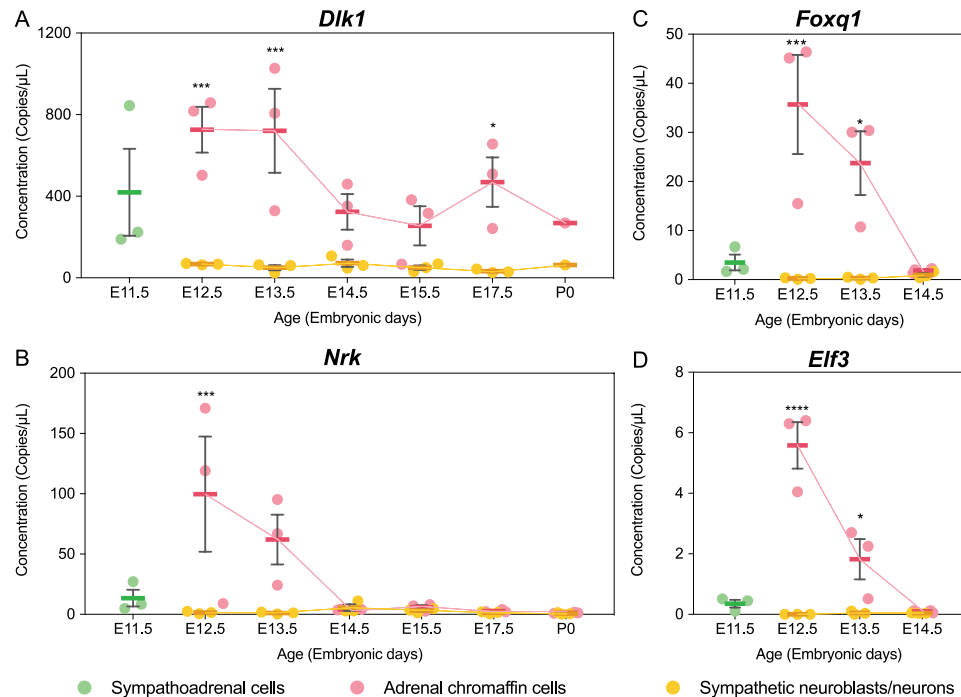 A
Dlk1
Concentration (Copies/μL)
1200
800
400
0
***
***
*
E11.5 E12.5 E13.5 E14.5 E15.5 E17.5 P0
Age (Embryonic days)
B
Nrk
Concentration (Copies/μL)
200
150
100
50
0
***
E11.5 E12.5 E13.5 E14.5 E15.5 E17.5 P0
Age (Embryonic days)
C
Foxq1
Concentration (Copies/μL)
50
40
30
20
10
0
***
*
E11.5 E12.5 E13.5 E14.5
Age (Embryonic days)
D
Elf3
Concentration (Copies/μL)
8
6
4
2
0
****
*
E11.5 E12.5 E13.5 E14.5
Age (Embryonic days)
Sympathoadrenal cells Adrenal chromaffin cells Sympathetic neuroblasts/neurons